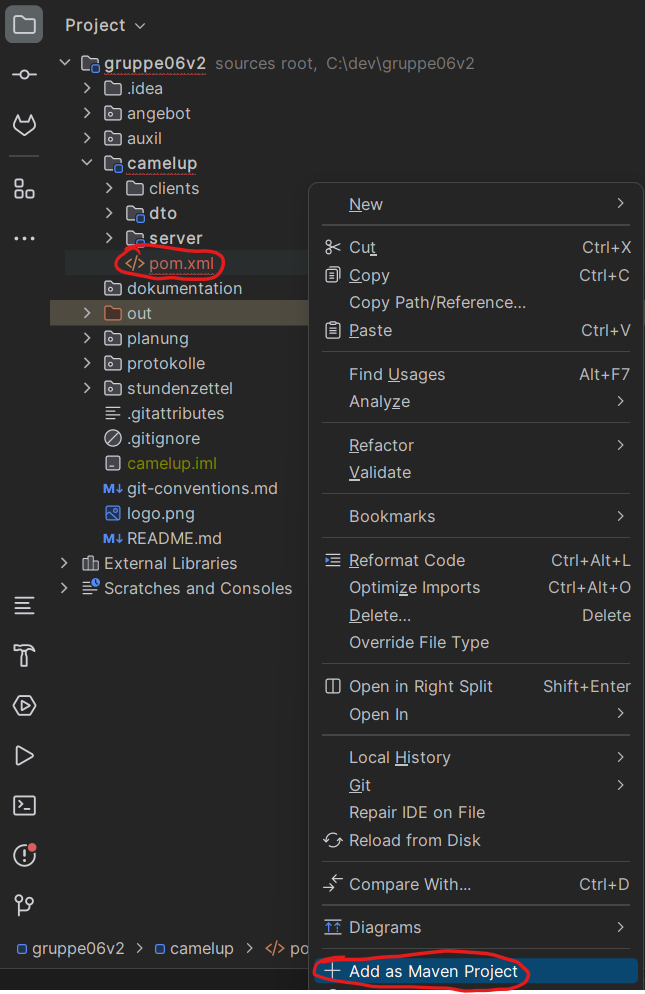 Project
gruppe06v2 sources root, C:\dev\gruppe06v2
.idea
angebot
auxil
camelup
clients
dto
server
pom.xml
dokumentation
out
planung
protokolle
stundenzettel
.gitattributes
.gitignore
camelup.iml
M↓ git-conventions.md
logo.png
M↓ README.md
External Libraries
Scratches and Consoles
New
Cut Ctrl+X
Copy Ctrl+C
Copy Path/Reference...
Paste Ctrl+V
Find Usages Alt+F7
Analyze
Refactor
Validate
Bookmarks
Reformat Code Ctrl+Alt+L
Optimize Imports Ctrl+Alt+O
Delete... Delete
Override File Type
Open in Right Split Shift+Enter
Open In
Local History
Git
Repair IDE on File
Reload from Disk
Compare With... Ctrl+D
Diagrams
Add as Maven Project
gruppe06v2 > camelup > </> po